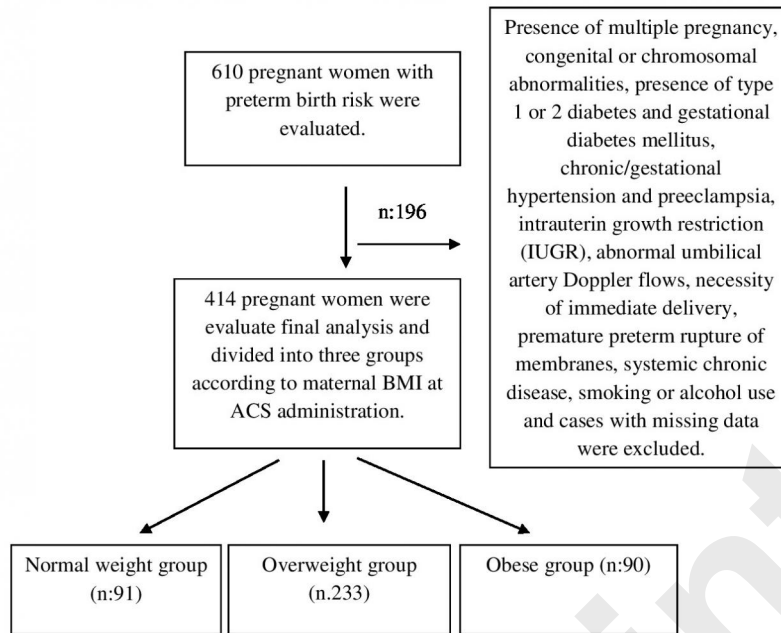 610 pregnant women with
preterm birth risk were
evaluated.
Presence of multiple pregnancy,
congenital or chromosomal
abnormalities, presence of type
1 or 2 diabetes and gestational
diabetes mellitus,
chronic/gestational
hypertension and preeclampsia,
intrauterin growth restriction
(IUGR), abnormal umbilical
artery Doppler flows, necessity
of immediate delivery,
premature preterm rupture of
membranes, systemic chronic
disease, smoking or alcohol use
and cases with missing data
were excluded.
n:196
414 pregnant women were
evaluate final analysis and
divided into three groups
according to maternal BMI at
ACS administration.
Normal weight group
(n:91)
Overweight group
(n.233)
Obese group (n:90)